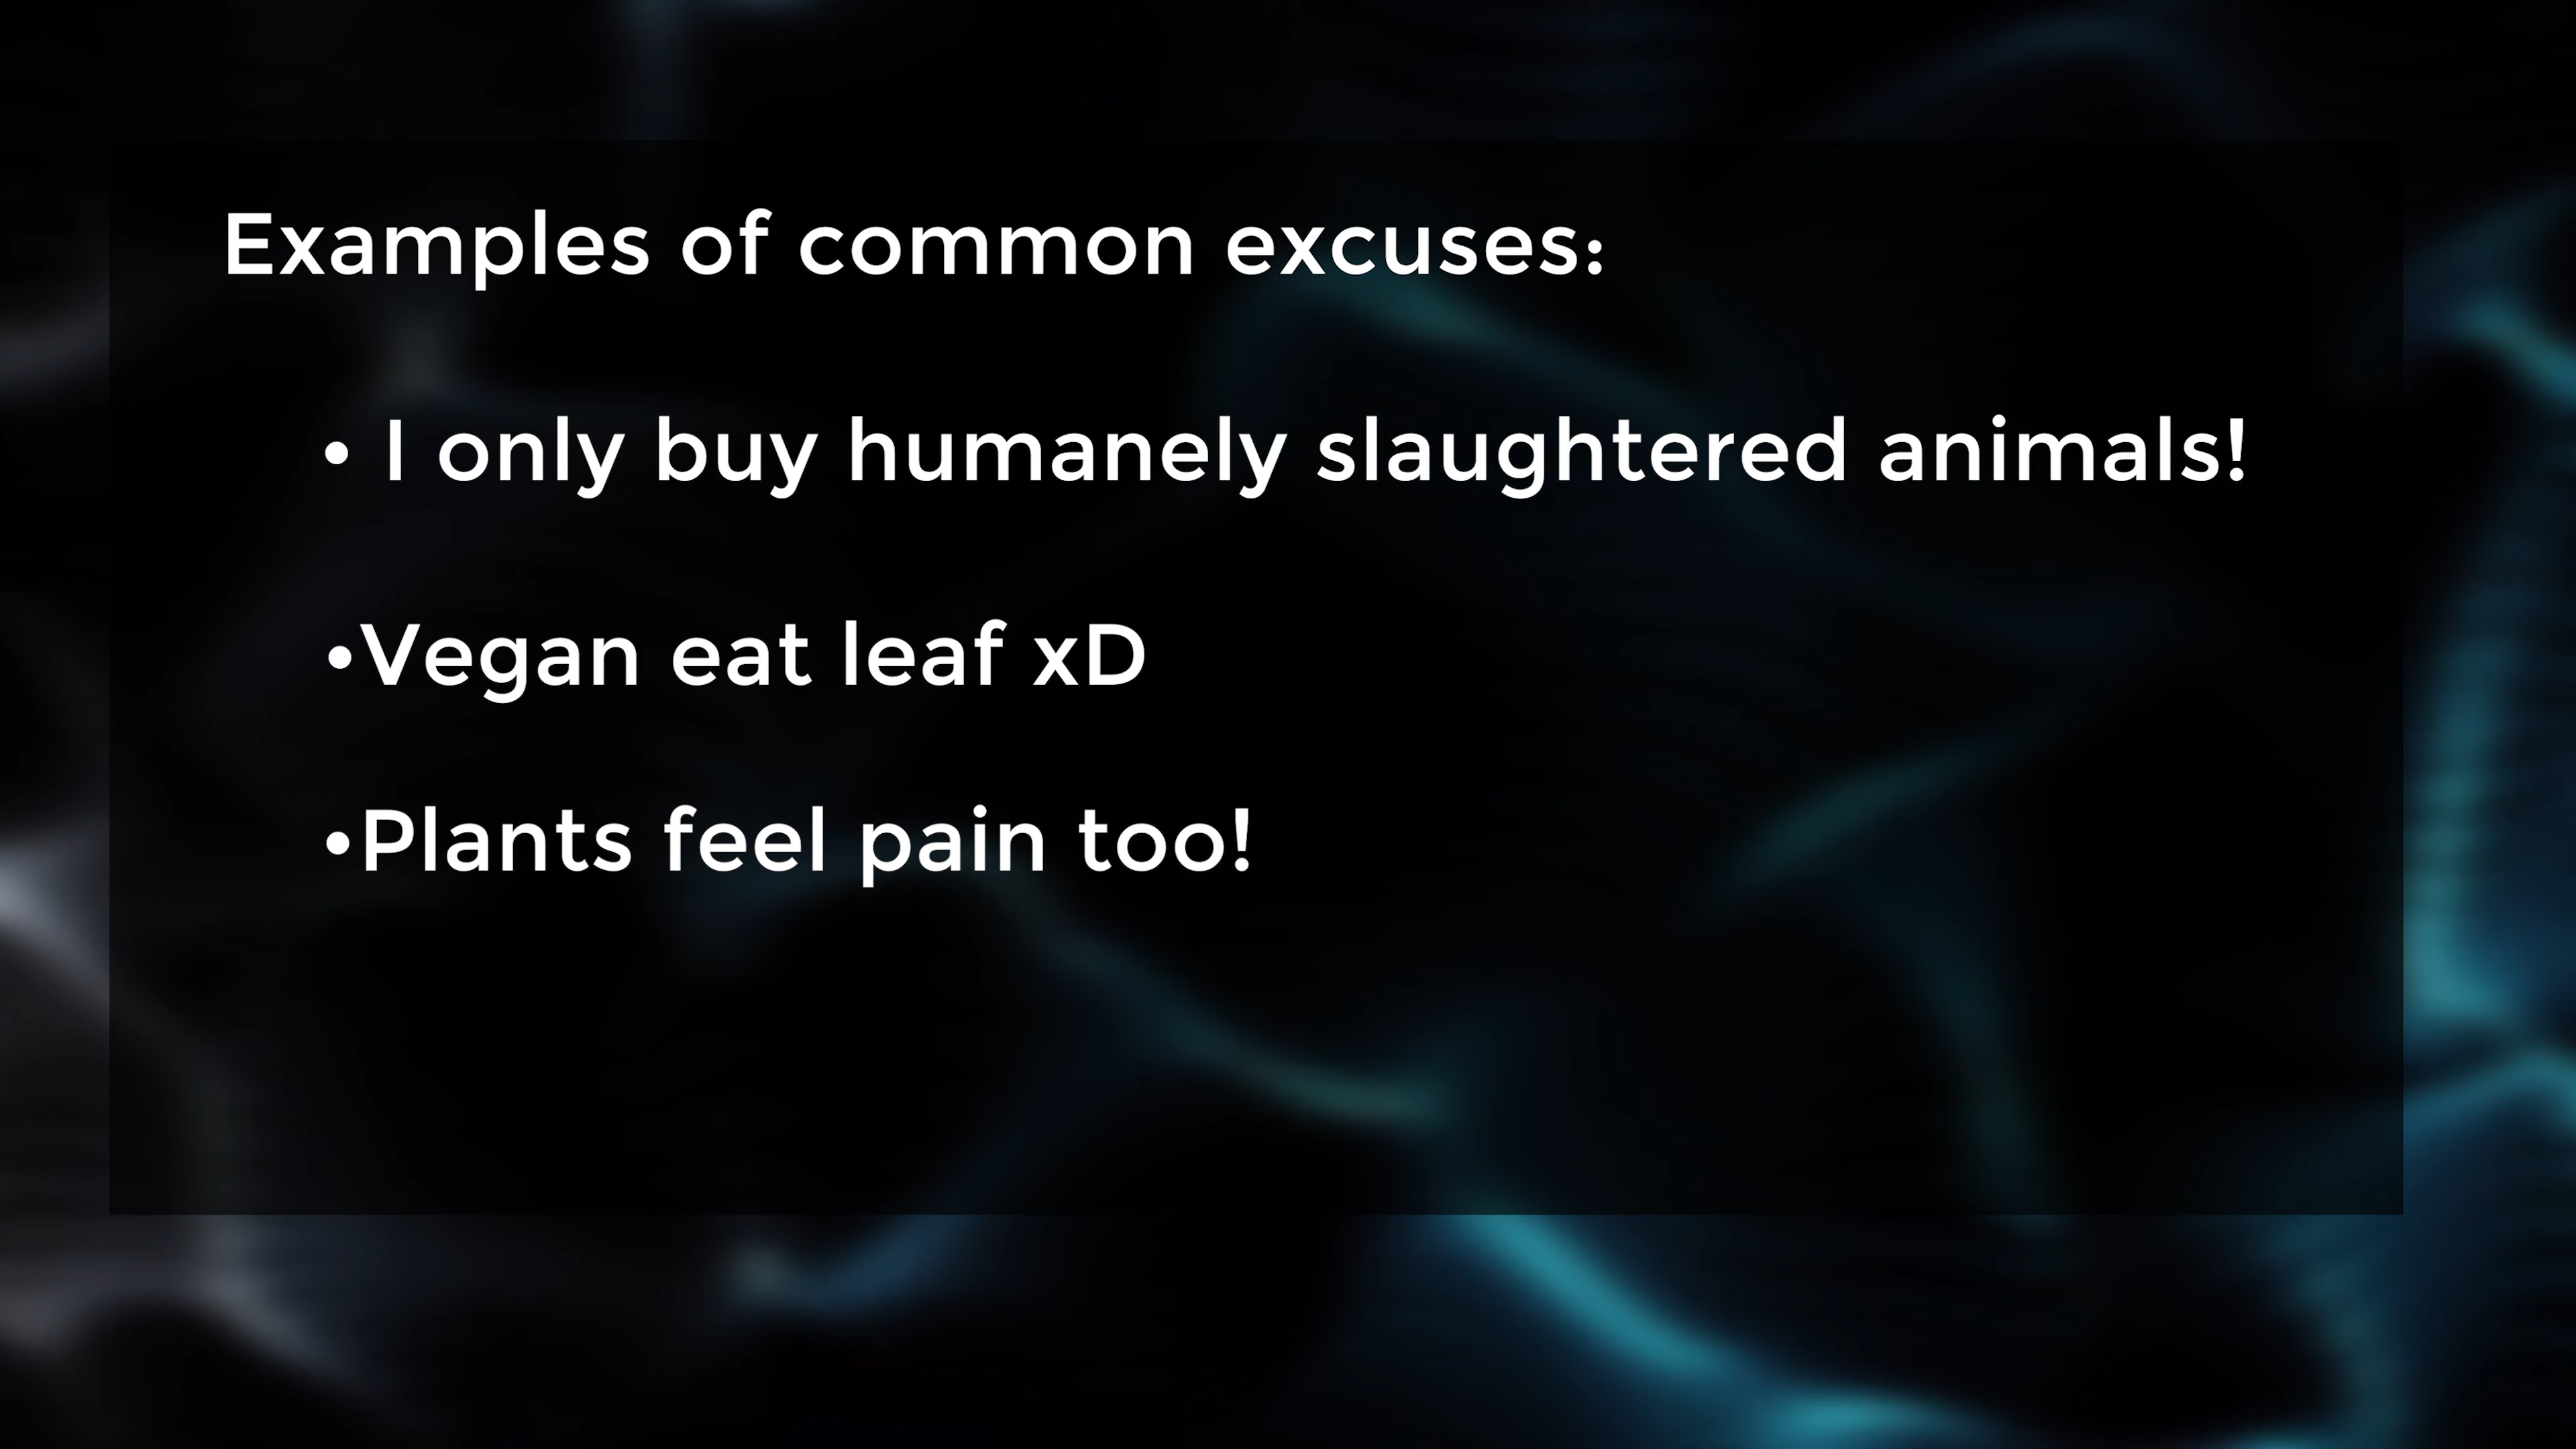 Examples of common excuses:
• I only buy humanely slaughtered animals!
•Vegan eat leaf xD
•Plants feel pain too!